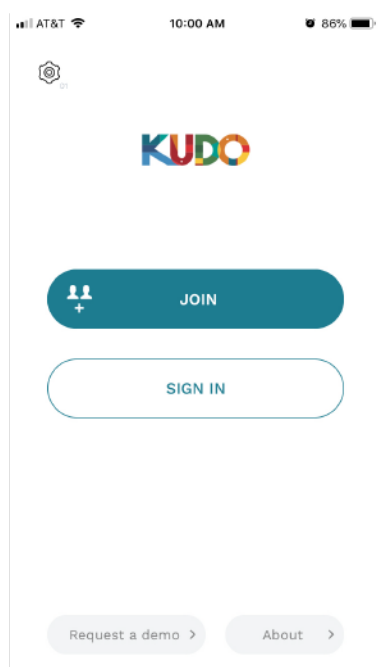 AT&T 10:00 AM 86%
KUDO
JOIN
SIGN IN
Request a demo > About >